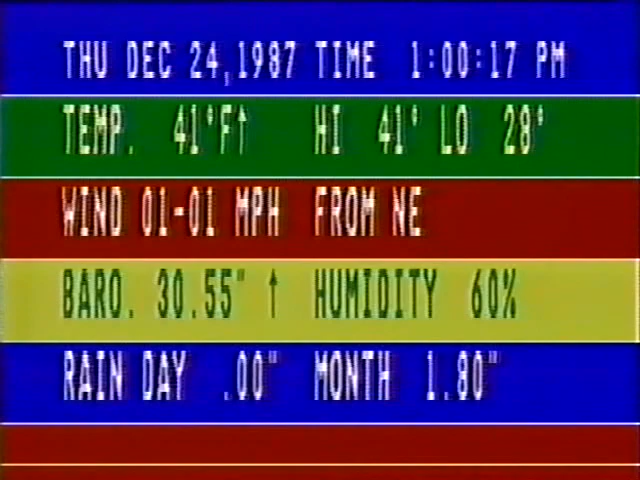 THU DEC 24,1987 TIME 1:00:17 PM
TEMP. 41°F↑ HI 41° LO 28°
WIND 01-01 MPH FROM NE
BARO. 30.55" ↑ HUMIDITY 60%
RAIN DAY .00" MONTH 1.80"